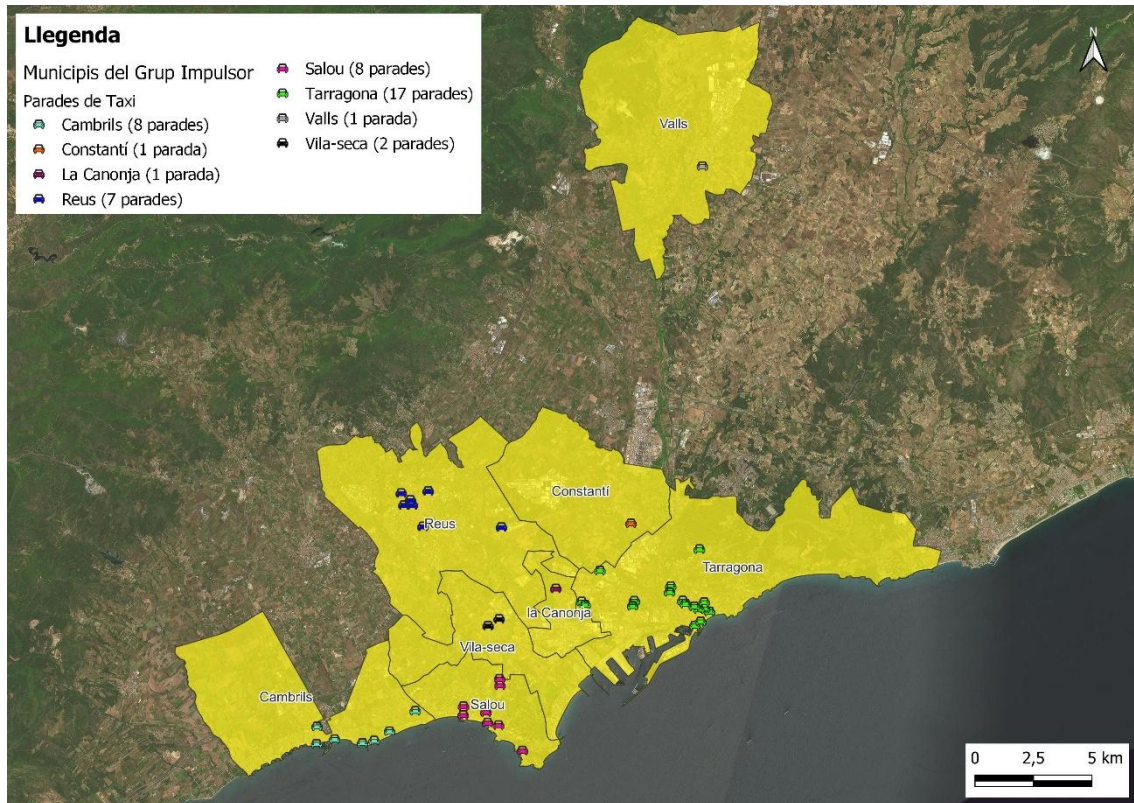 Llegenda
Municipis del Grup Impulsor
Parades de Taxi
Cambrils (8 parades)
Constantí (1 parada)
La Canonja (1 parada)
Reus (7 parades)
Salou (8 parades)
Tarragona (17 parades)
Valls (1 parada)
Vila-seca (2 parades)
N
Valls
Constantí
Reus
Tarragona
la Canonja
Vila-seca
Cambrils
Salou
0 2,5 5 km